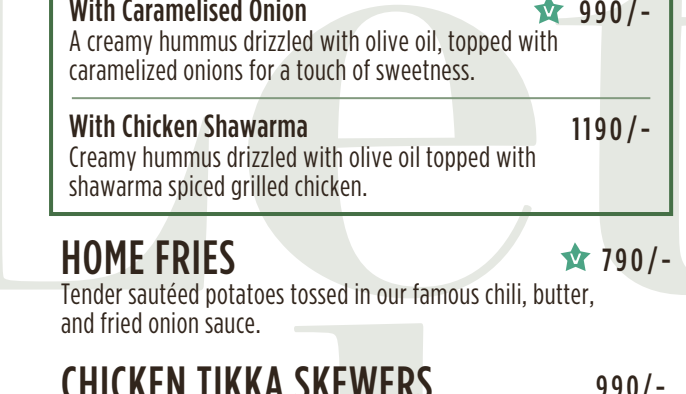 With Caramelised Onion V 990/-
A creamy hummus drizzled with olive oil, topped with
caramelized onions for a touch of sweetness.
With Chicken Shawarma 1190/-
Creamy hummus drizzled with olive oil topped with
shawarma spiced grilled chicken.
HOME FRIES V 790/-
Tender sautéed potatoes tossed in our famous chili, butter,
and fried onion sauce.
CHICKEN TIKKA SKEWERS 990/-